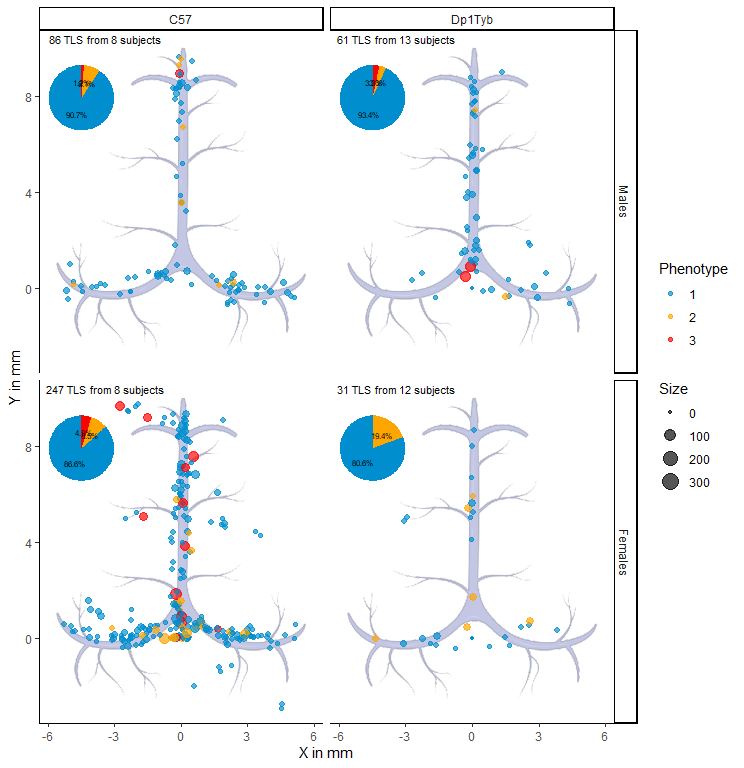 C57
Dp1Tyb
86 TLS from 8 subjects
61 TLS from 13 subjects
90.7%
93.4%
8
4
0
Males
247 TLS from 8 subjects
31 TLS from 12 subjects
86.6%
19.4%
80.6%
8
4
0
Females
-6 -3 0 3 6
-6 -3 0 3 6
X in mm
Y in mm
Phenotype
1
2
3
Size
0
100
200
300